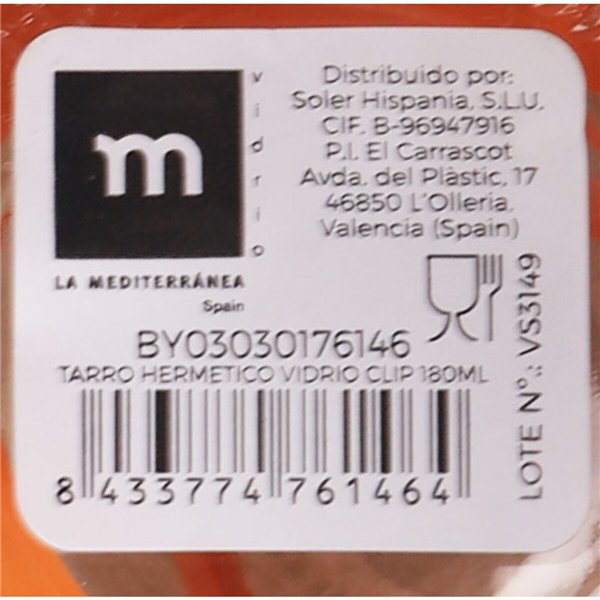 m
vidrio
LA MEDITERRÁNEA
Spain
Distribuido por:
Soler Hispania, S.L.U.
CIF. B-96947916
P.I. El Carrascot
Avda. del Plàstic, 17
46850 L'Olleria.
Valencia (Spain)
BY03030176146
TARRO HERMETICO VIDRIO CLIP 180ML
8 433774 761464
LOTE Nº.: VS3149